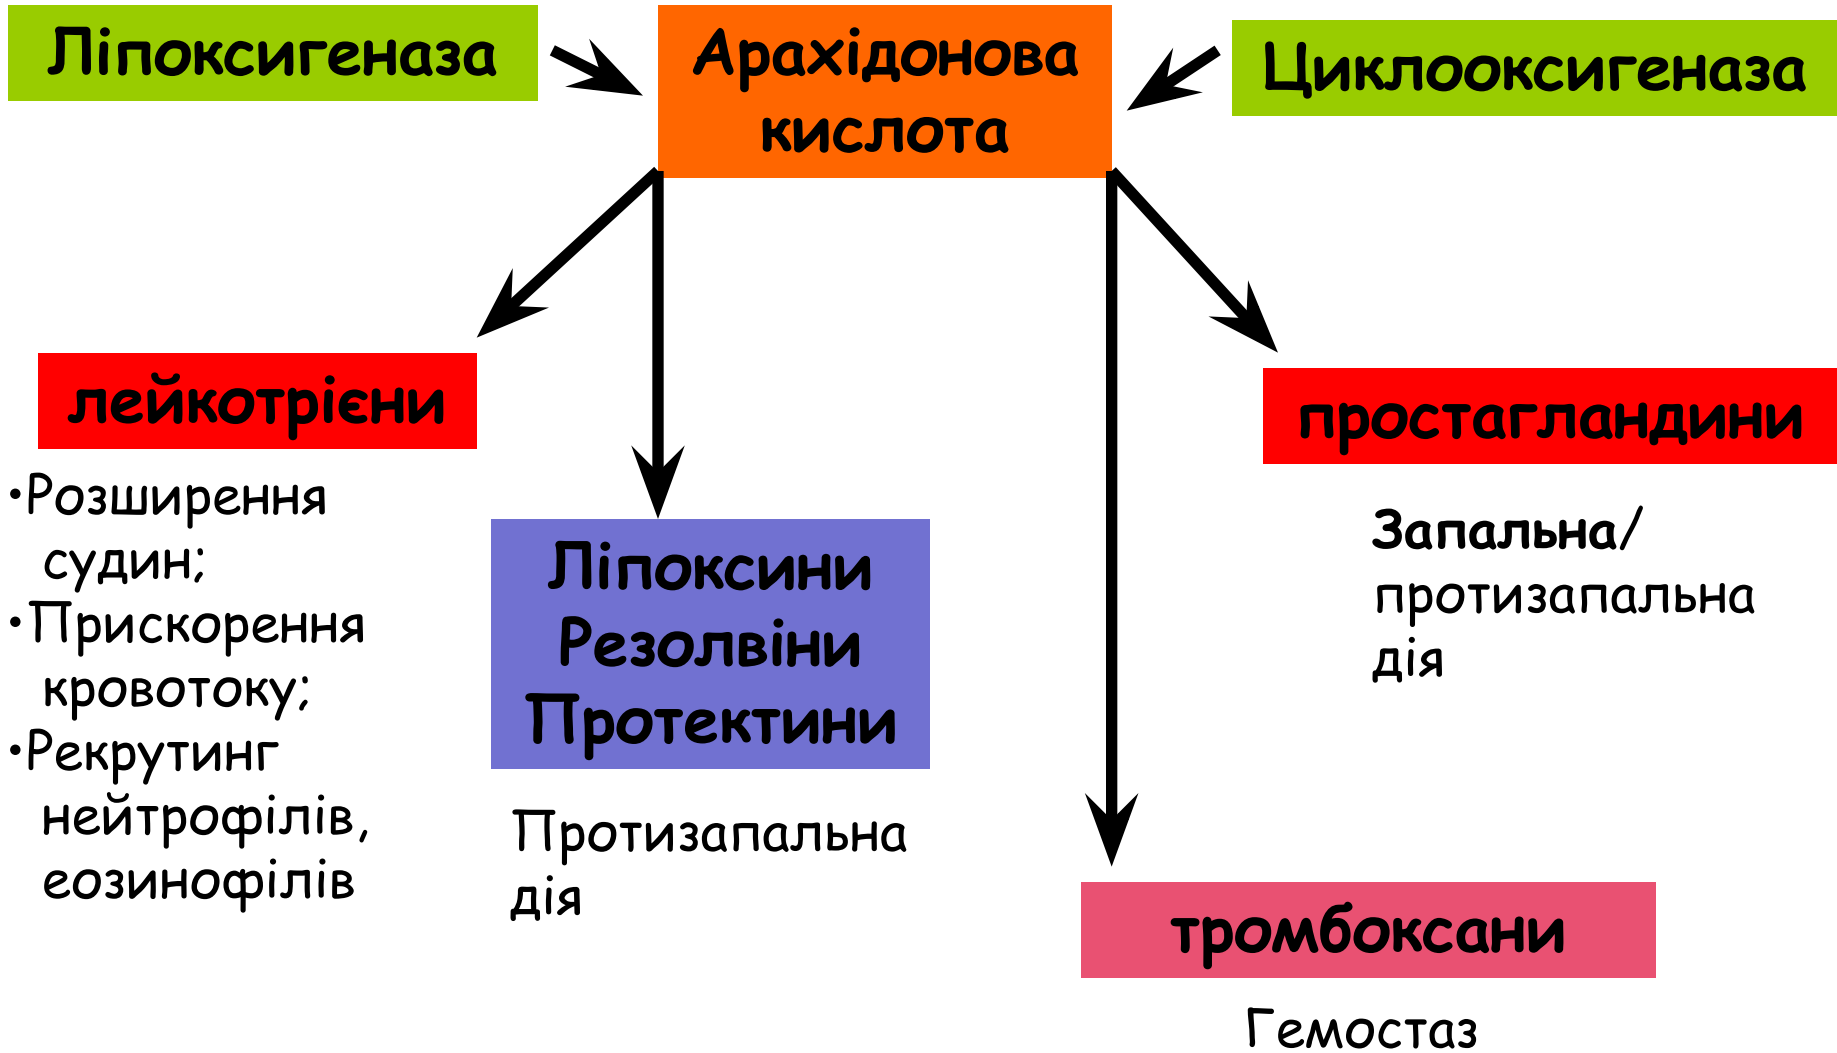 Ліпоксигеназа
Арахідонова
кислота
Циклооксигеназа
лейкотрієни
•Розширення
судин;
•Прискорення
кровотоку;
•Рекрутинг
нейтрофілів,
еозинофілів
Ліпоксини
Резолвіни
Протектини
Протизапальна
дія
простагландини
Запальна/
протизапальна
дія
тромбоксани
Гемостаз